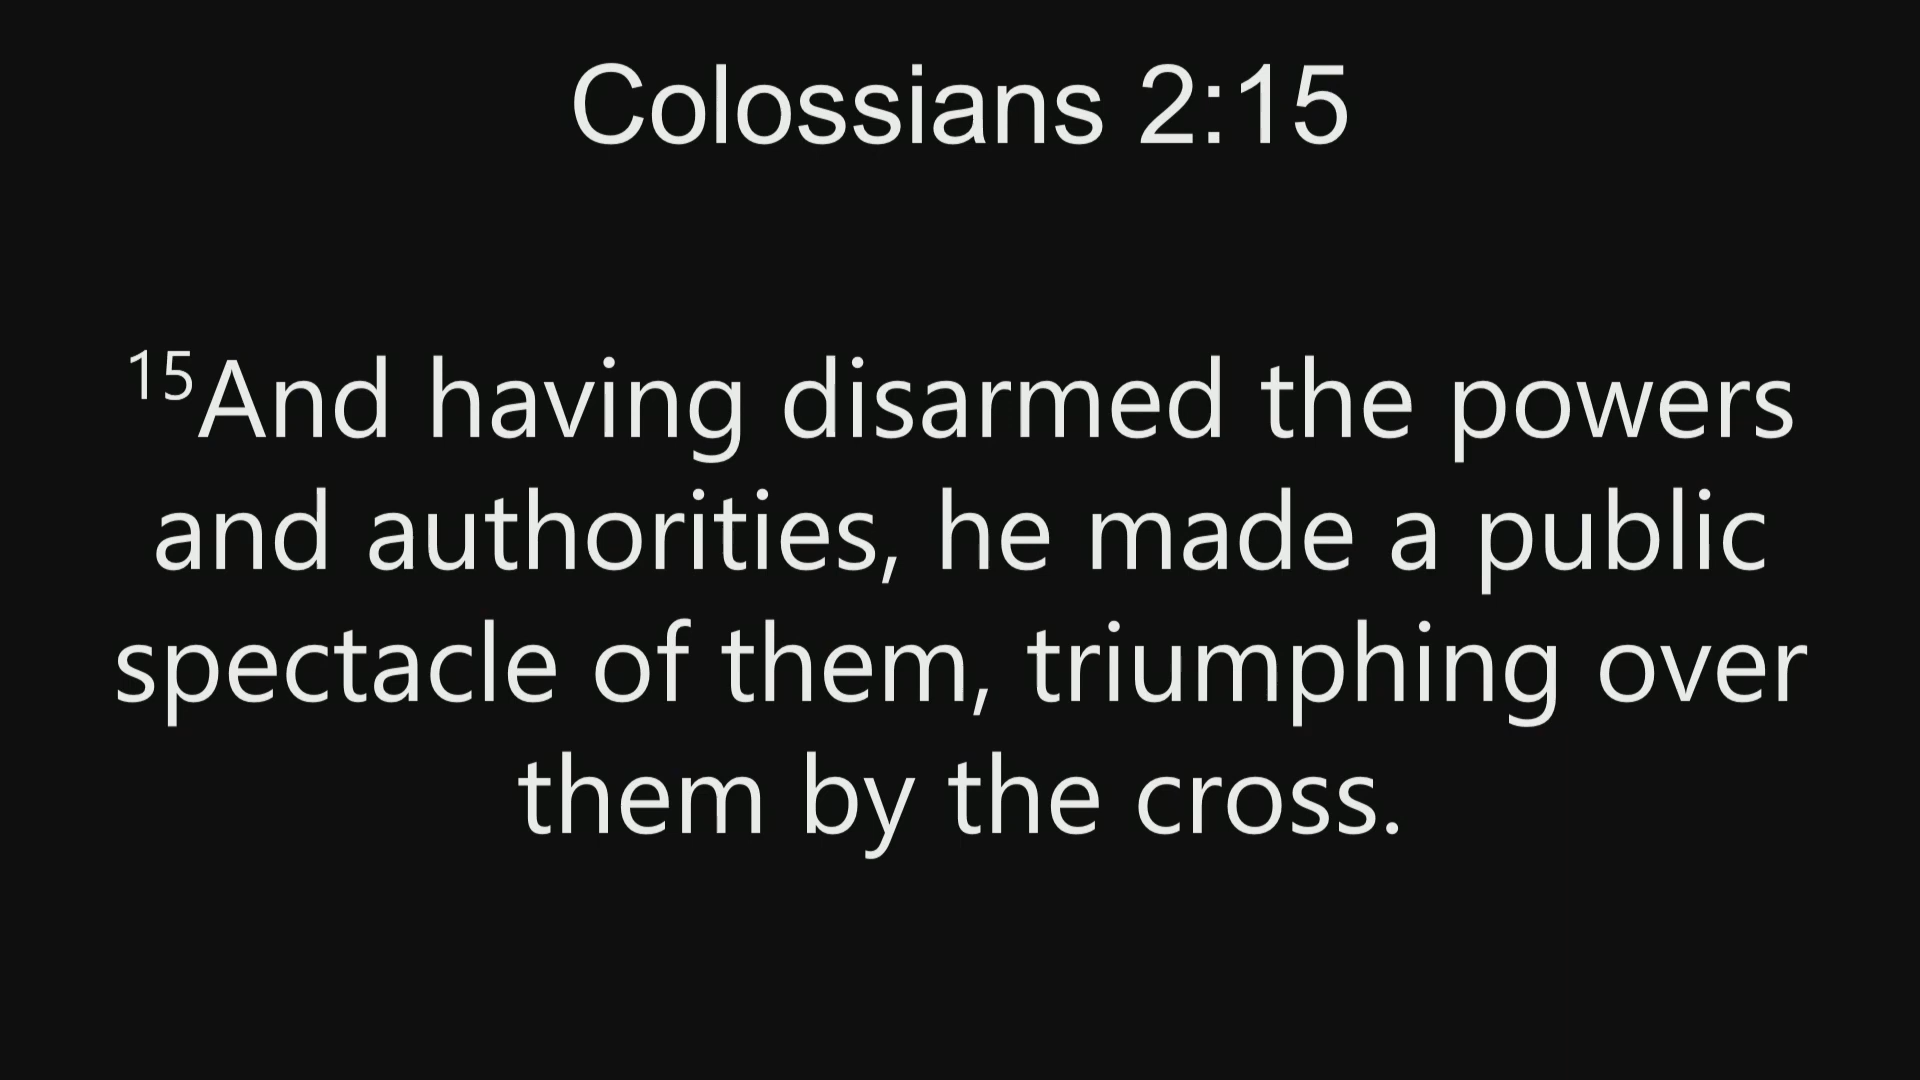 Colossians 2:15
15And having disarmed the powers
and authorities, he made a public
spectacle of them, triumphing over
them by the cross.